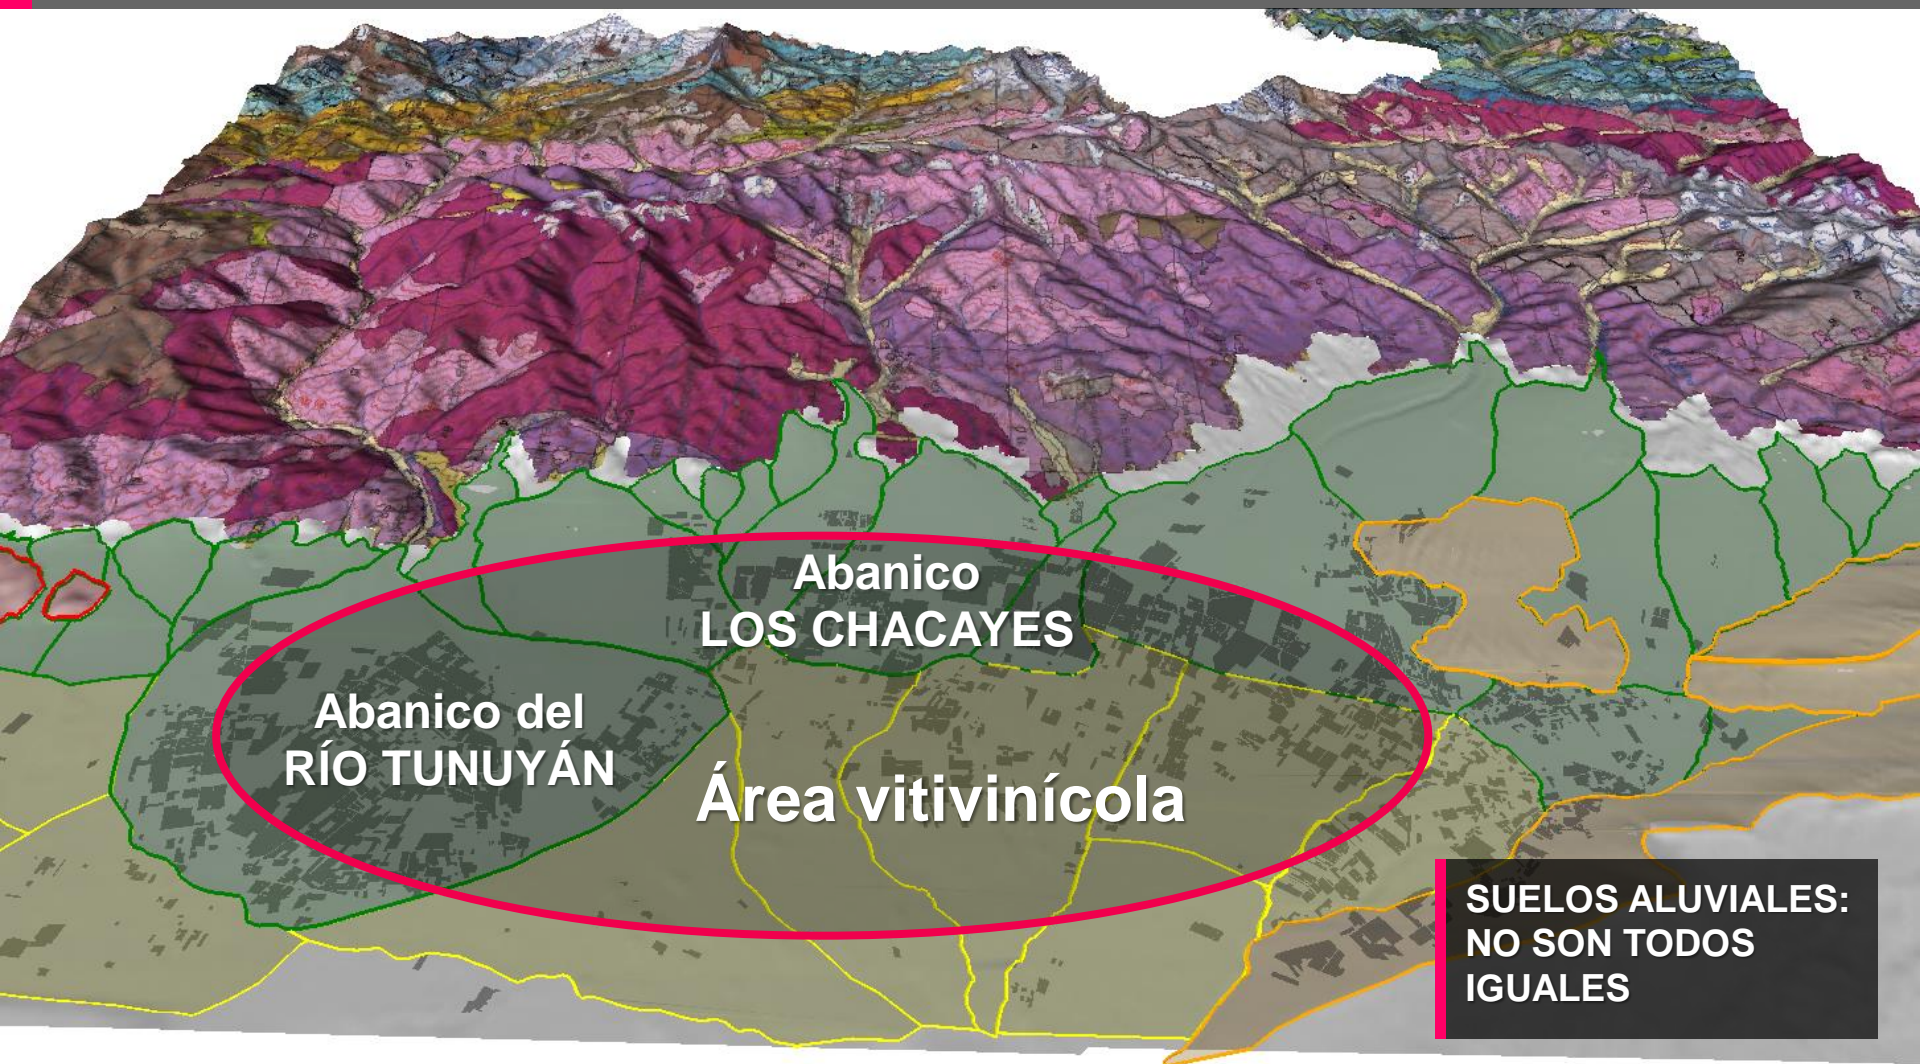 Abanico
LOS CHACAYES
Abanico del
RÍO TUNUYÁN
Área vitivinícola
SUELOS ALUVIALES:
NO SON TODOS
IGUALES